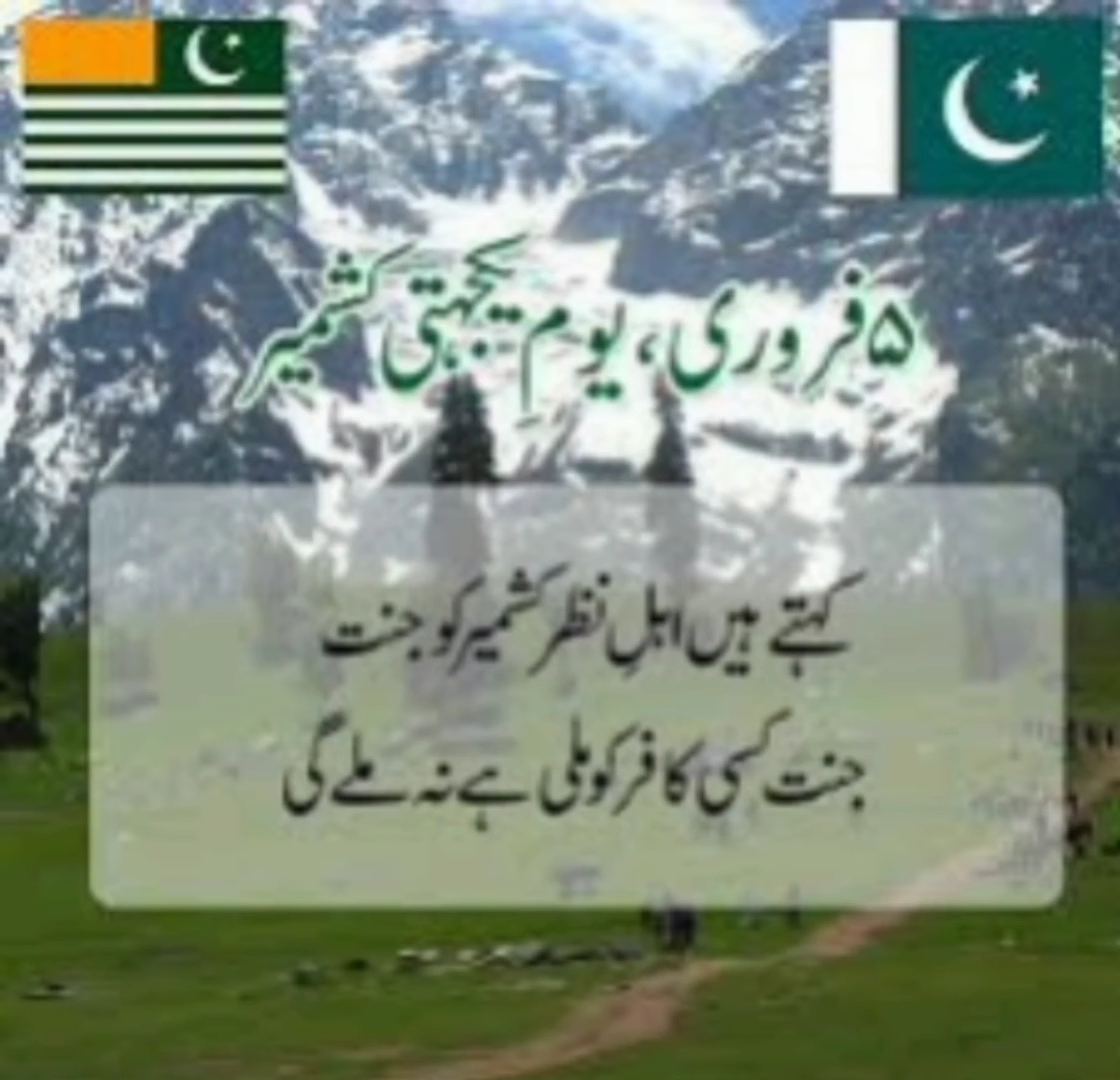 ۵ فروری، یومِ یکجہتی کشمیر
کہتے ہیں اہلِ نظر کشمیر کو جنت
جنت کسی کافر کو ملی ہے نہ ملے گی